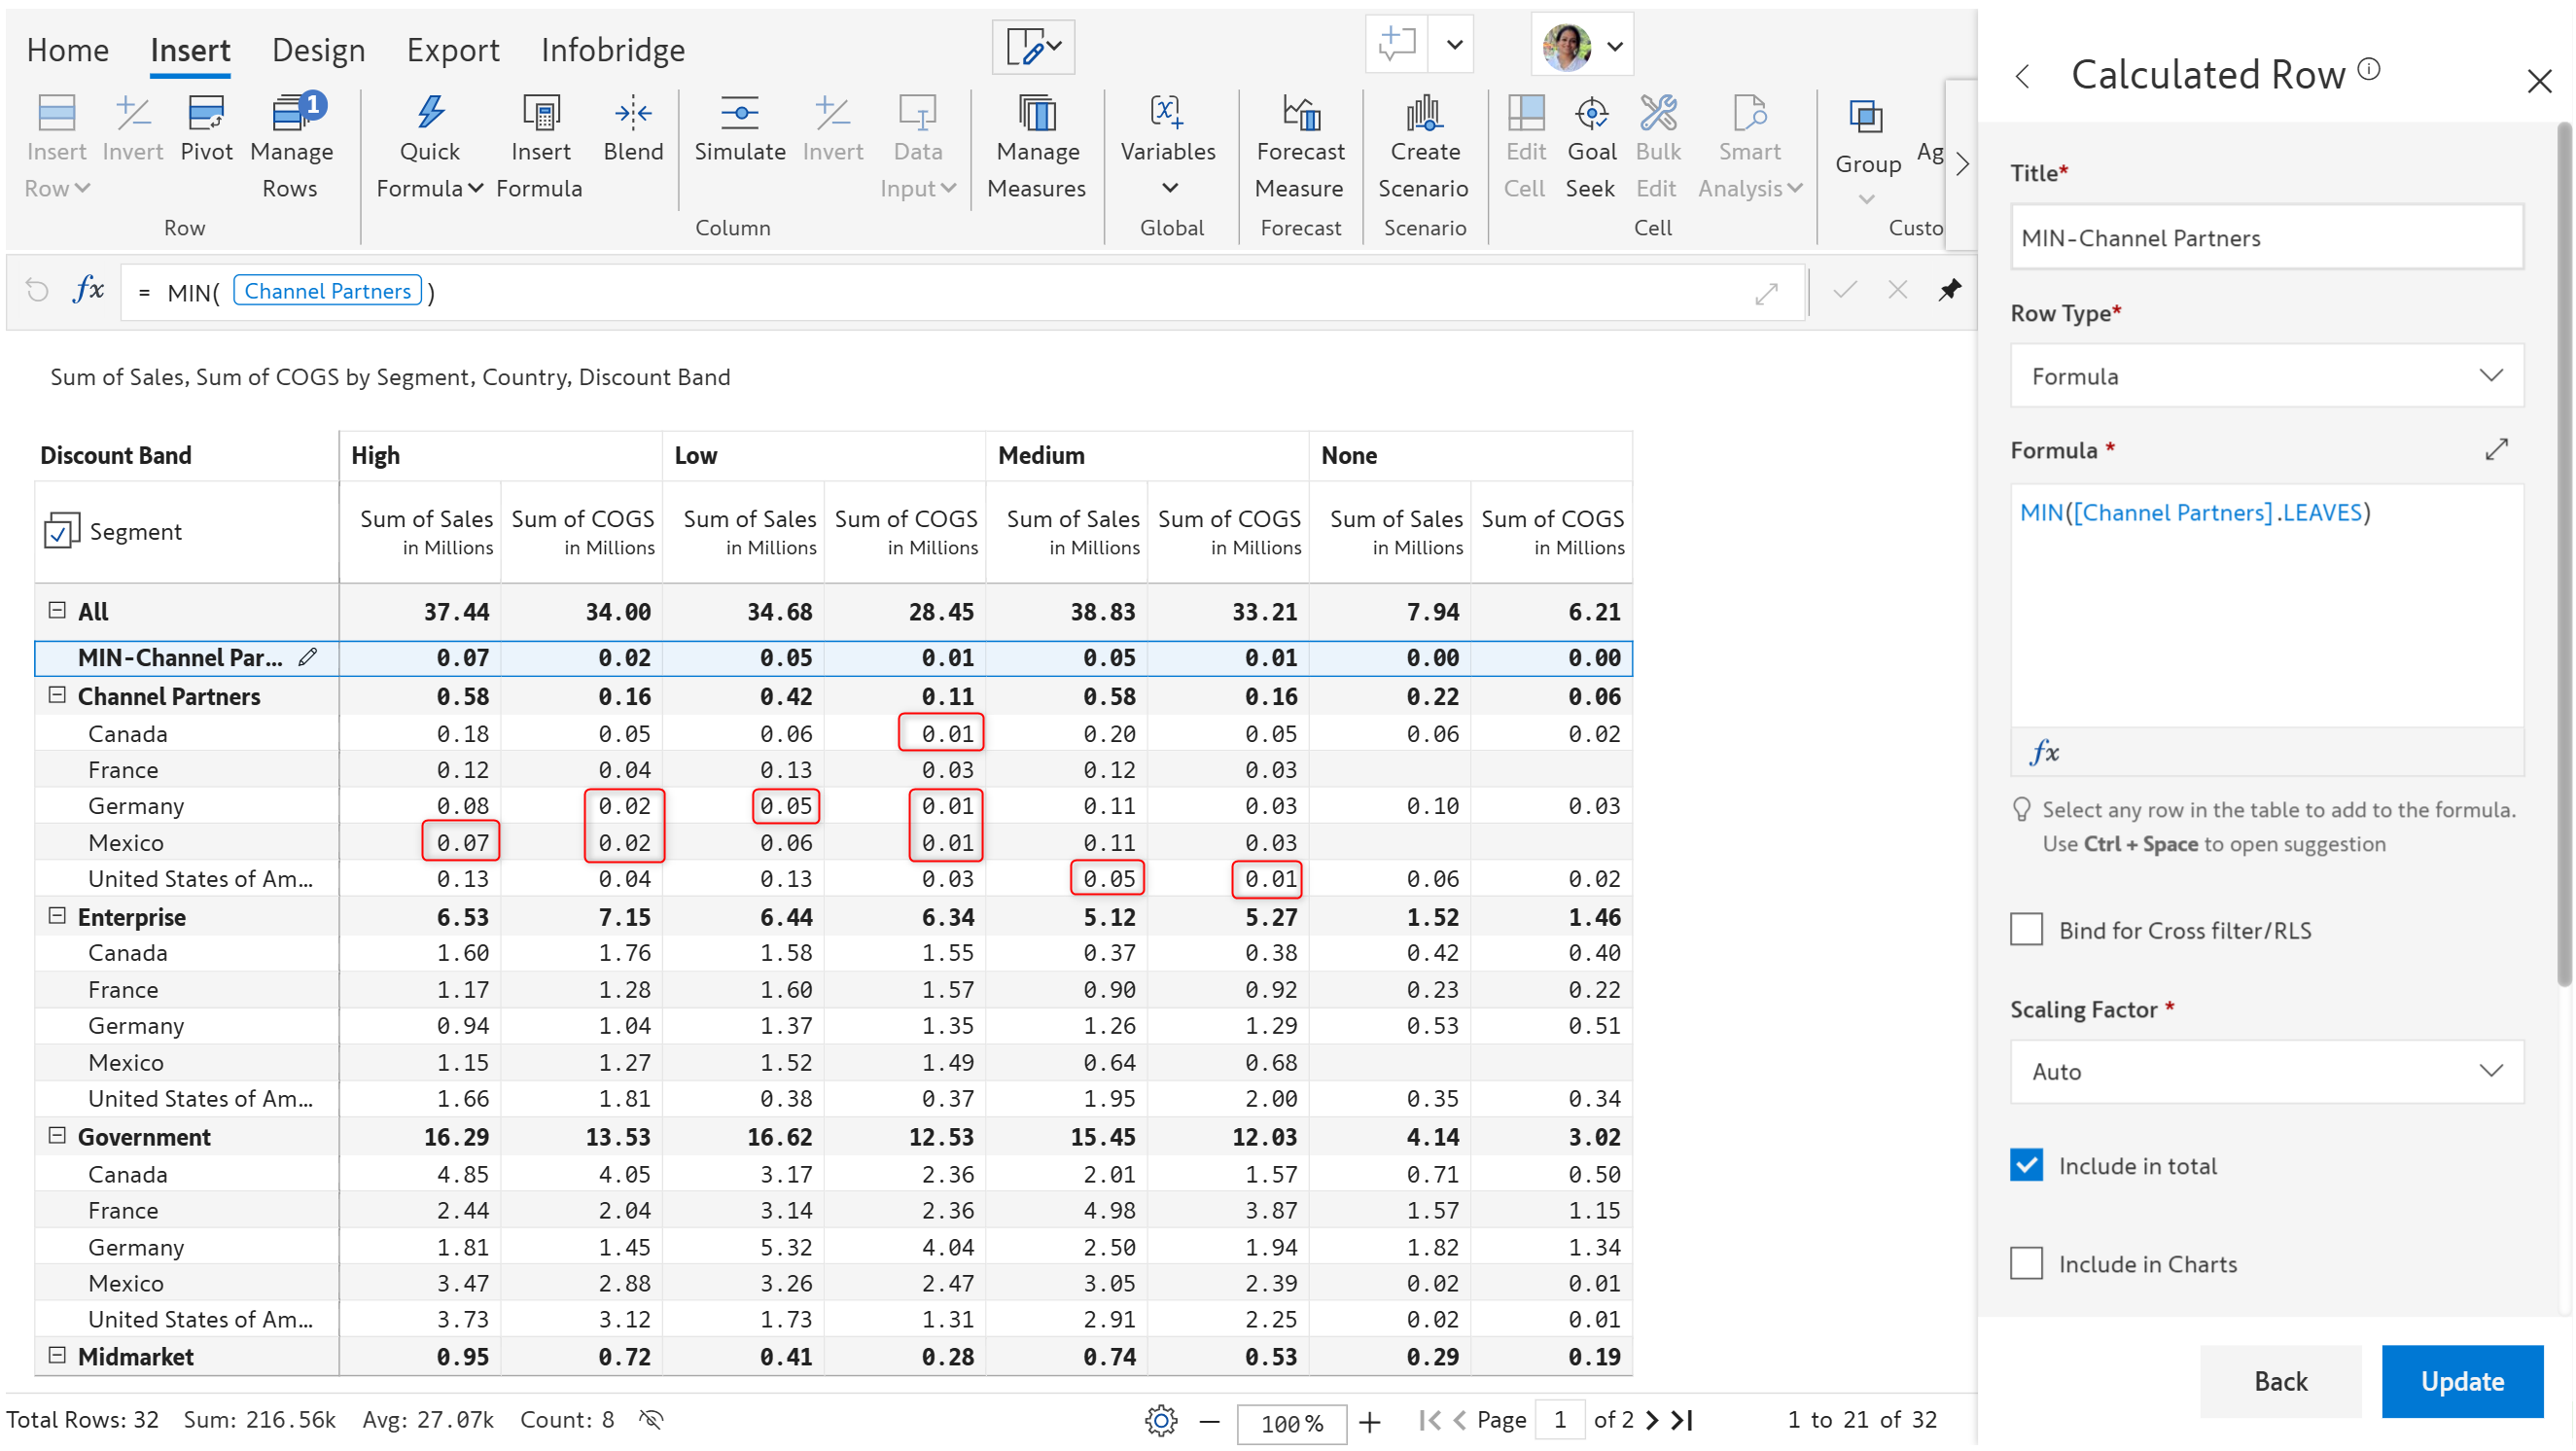 Home Insert Design Export Infobridge
Insert Row
Invert
Pivot
Manage Rows
1
Row
Quick Formula
Insert Formula
Blend
Simulate
Invert
Data Input
Column
Manage Measures
Variables
Global
Forecast Measure
Forecast
Create Scenario
Scenario
Edit Cell
Goal Seek
Bulk Edit
Smart Analysis
Cell
Group
Ag
Custo
fx = MIN( Channel Partners )
Sum of Sales, Sum of COGS by Segment, Country, Discount Band
Discount Band High Low Medium None
Segment Sum of Sales in Millions Sum of COGS in Millions Sum of Sales in Millions Sum of COGS in Millions Sum of Sales in Millions Sum of COGS in Millions Sum of Sales in Millions Sum of COGS in Millions
All 37.44 34.00 34.68 28.45 38.83 33.21 7.94 6.21
MIN-Channel Par... 0.07 0.02 0.05 0.01 0.05 0.01 0.00 0.00
Channel Partners 0.58 0.16 0.42 0.11 0.58 0.16 0.22 0.06
Canada 0.18 0.05 0.06 0.01 0.20 0.05 0.06 0.02
France 0.12 0.04 0.13 0.03 0.12 0.03
Germany 0.08 0.02 0.05 0.01 0.11 0.03 0.10 0.03
Mexico 0.07 0.02 0.06 0.01 0.11 0.03
United States of Am... 0.13 0.04 0.13 0.03 0.05 0.01 0.06 0.02
Enterprise 6.53 7.15 6.44 6.34 5.12 5.27 1.52 1.46
Canada 1.60 1.76 1.58 1.55 0.37 0.38 0.42 0.40
France 1.17 1.28 1.60 1.57 0.90 0.92 0.23 0.22
Germany 0.94 1.04 1.37 1.35 1.26 1.29 0.53 0.51
Mexico 1.15 1.27 1.52 1.49 0.64 0.68
United States of Am... 1.66 1.81 0.38 0.37 1.95 2.00 0.35 0.34
Government 16.29 13.53 16.62 12.53 15.45 12.03 4.14 3.02
Canada 4.85 4.05 3.17 2.36 2.01 1.57 0.71 0.50
France 2.44 2.04 3.14 2.36 4.98 3.87 1.57 1.15
Germany 1.81 1.45 5.32 4.04 2.50 1.94 1.82 1.34
Mexico 3.47 2.88 3.26 2.47 3.05 2.39 0.02 0.01
United States of Am... 3.73 3.12 1.73 1.31 2.91 2.25 0.02 0.01
Midmarket 0.95 0.72 0.41 0.28 0.74 0.53 0.29 0.19
Total Rows: 32 Sum: 216.56k Avg: 27.07k Count: 8 100 % Page 1 of 2 1 to 21 of 32
Calculated Row
Title*
MIN-Channel Partners
Row Type*
Formula
Formula *
MIN([Channel Partners].LEAVES)
fx
Select any row in the table to add to the formula.
Use Ctrl + Space to open suggestion
Bind for Cross filter/RLS
Scaling Factor *
Auto
Include in total
Include in Charts
Back Update